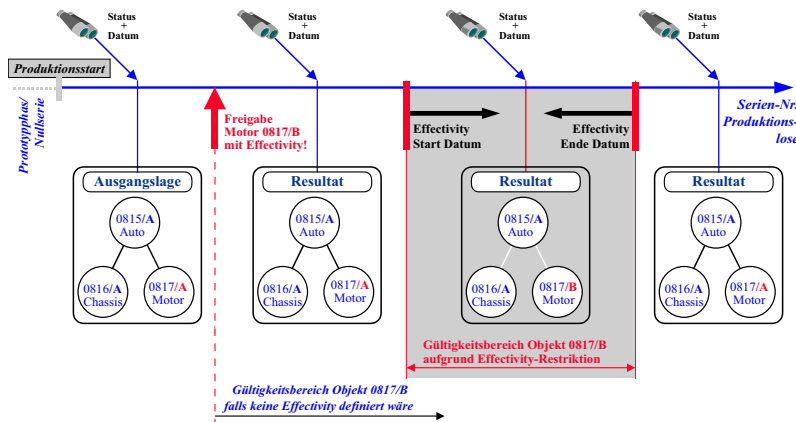 Status
+
Datum
Status
+
Datum
Status
+
Datum
Status
+
Datum
Produktionsstart
Prototypphas/
Nullserie
Freigabe
Motor 0817/B
mit Effectivity!
Effectivity
Start Datum
Effectivity
Ende Datum
Serien-Nr.
Produktions-
lose
Ausgangslage
0815/A
Auto
0816/A
Chassis
0817/A
Motor
Resultat
0815/A
Auto
0816/A
Chassis
0817/A
Motor
Resultat
0815/A
Auto
0816/A
Chassis
0817/B
Motor
Resultat
0815/A
Auto
0816/A
Chassis
0817/A
Motor
Gültigkeitsbereich Objekt 0817/B
aufgrund Effectivity-Restriktion
Gültigkeitsbereich Objekt 0817/B
falls keine Effectivity definiert wäre